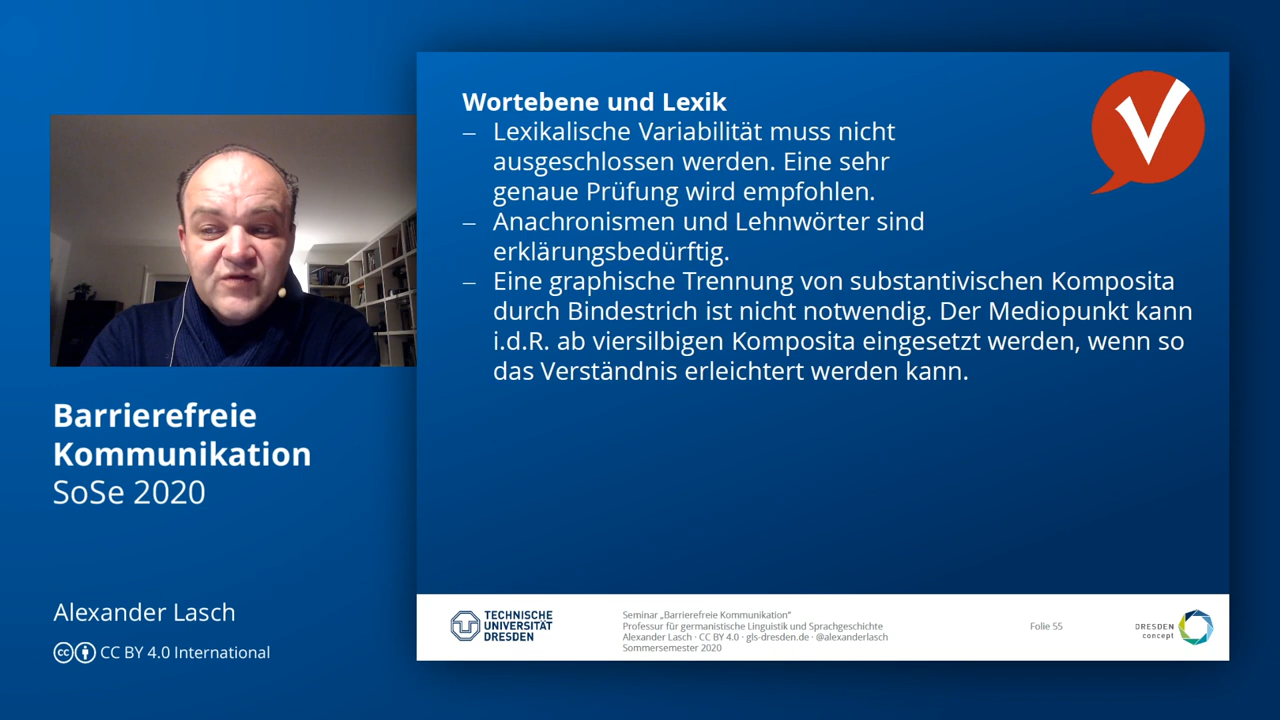 Wortebene und Lexik
– Lexikalische Variabilität muss nicht
ausgeschlossen werden. Eine sehr
genaue Prüfung wird empfohlen.
– Anachronismen und Lehnwörter sind
erklärungsbedürftig.
– Eine graphische Trennung von substantivischen Komposita
durch Bindestrich ist nicht notwendig. Der Mediopunkt kann
i.d.R. ab viersilbigen Komposita eingesetzt werden, wenn so
das Verständnis erleichtert werden kann.
Barrierefreie
Kommunikation
SoSe 2020
Alexander Lasch
cc CC BY 4.0 International
TECHNISCHE
UNIVERSITÄT
DRESDEN
Seminar „Barrierefreie Kommunikation“
Professur für germanistische Linguistik und Sprachgeschichte
Alexander Lasch · CC BY 4.0 · gls-dresden.de · @alexanderlasch
Sommersemester 2020
Folie 55
DRESDEN
concept